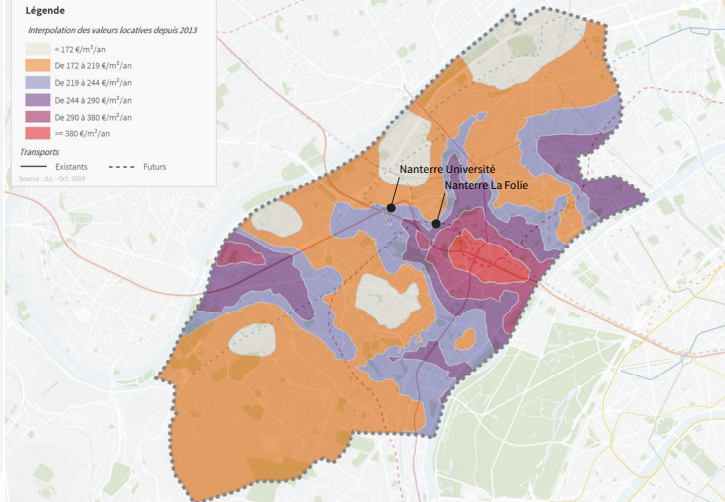 Légende
Interpolation des valeurs locatives depuis 2013
< 172 €/m²/an
De 172 à 219 €/m²/an
De 219 à 244 €/m²/an
De 244 à 290 €/m²/an
De 290 à 380 €/m²/an
>= 380 €/m²/an
Transports
Existants
Futurs
Source : JLL - Oct. 2019
Nanterre Université
Nanterre La Folie